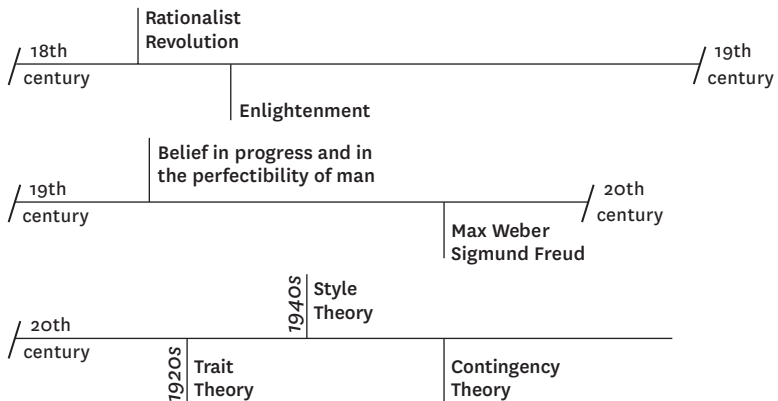 Rationalist
Revolution
18th
century
19th
century
Enlightenment
Belief in progress and in
the perfectibility of man
19th
century
20th
century
Max Weber
Sigmund Freud
1940s
Style
Theory
20th
century
1920s
Trait
Theory
Contingency
Theory